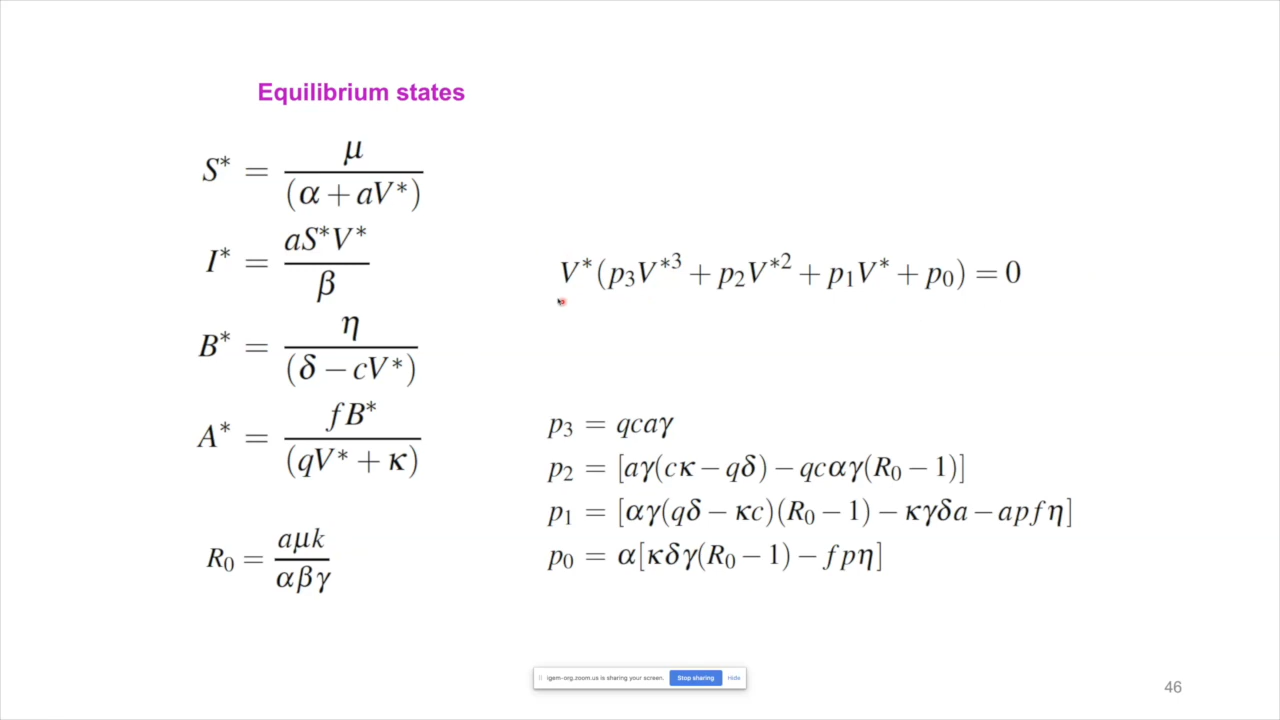 Equilibrium states
S* = μ / (α + aV*)
I* = aS*V* / β
B* = η / (δ − cV*)
A* = fB* / (qV* + κ)
R₀ = aμk / αβγ
V*(p₃V*³ + p₂V*² + p₁V* + p₀) = 0
p₃ = qcaγ
p₂ = [aγ(cκ − qδ) − qcαγ(R₀ − 1)]
p₁ = [αγ(qδ − κc)(R₀ − 1) − κγδa − apfη]
p₀ = α[κδγ(R₀ − 1) − fpη]
igem-org.zoom.us is sharing your screen. Stop sharing Hide
46